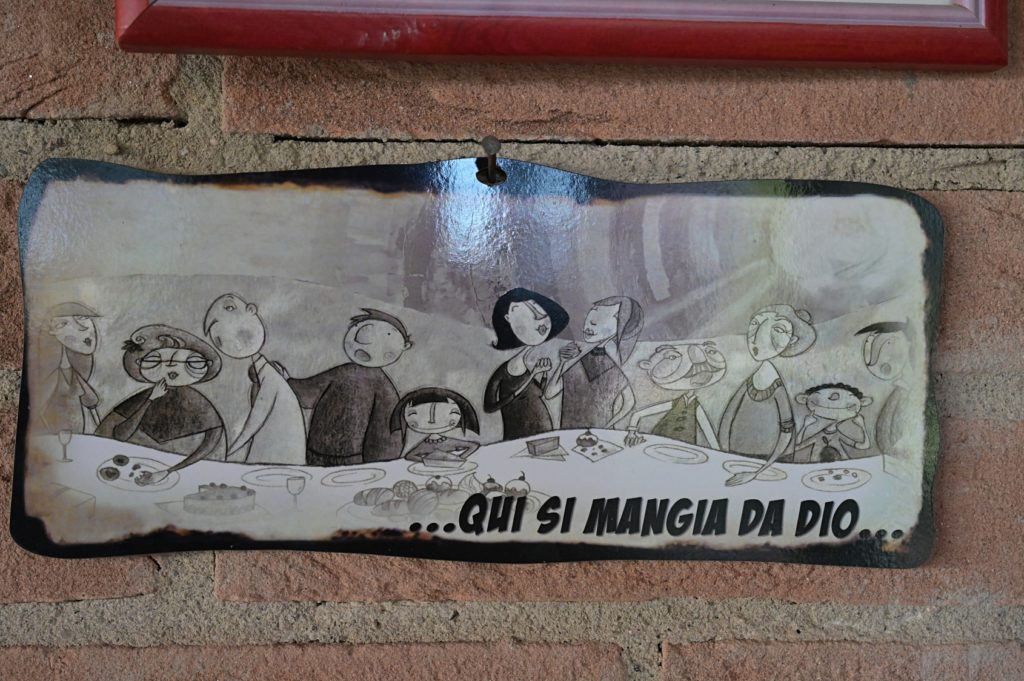 ...QUI SI MANGIA DA DIO...